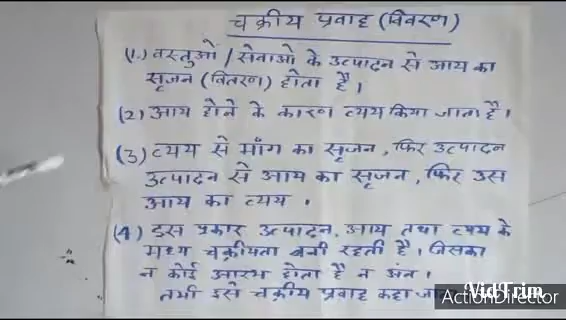 चक्रीय प्रवाह (विवरण)
(1.) वस्तुओं / सेवाओ के उत्पादन से आय का
सृजन (वितरण) होता है।
(2) आय होने के कारण व्यय किया जाता है।
(3) व्यय से माँग का सृजन, फिर उत्पादन
उत्पादन से आय का सृजन, फिर उस
आय का व्यय .
(4) इस प्रकार उत्पादन, आय तथा व्यय के
मध्य चक्रीयता बनी रहती है। जिसका
न कोई आरंभ होता है न अंत।
तभी इसे चक्रीय प्रवाह कहा
VidTrim
ActionDirector